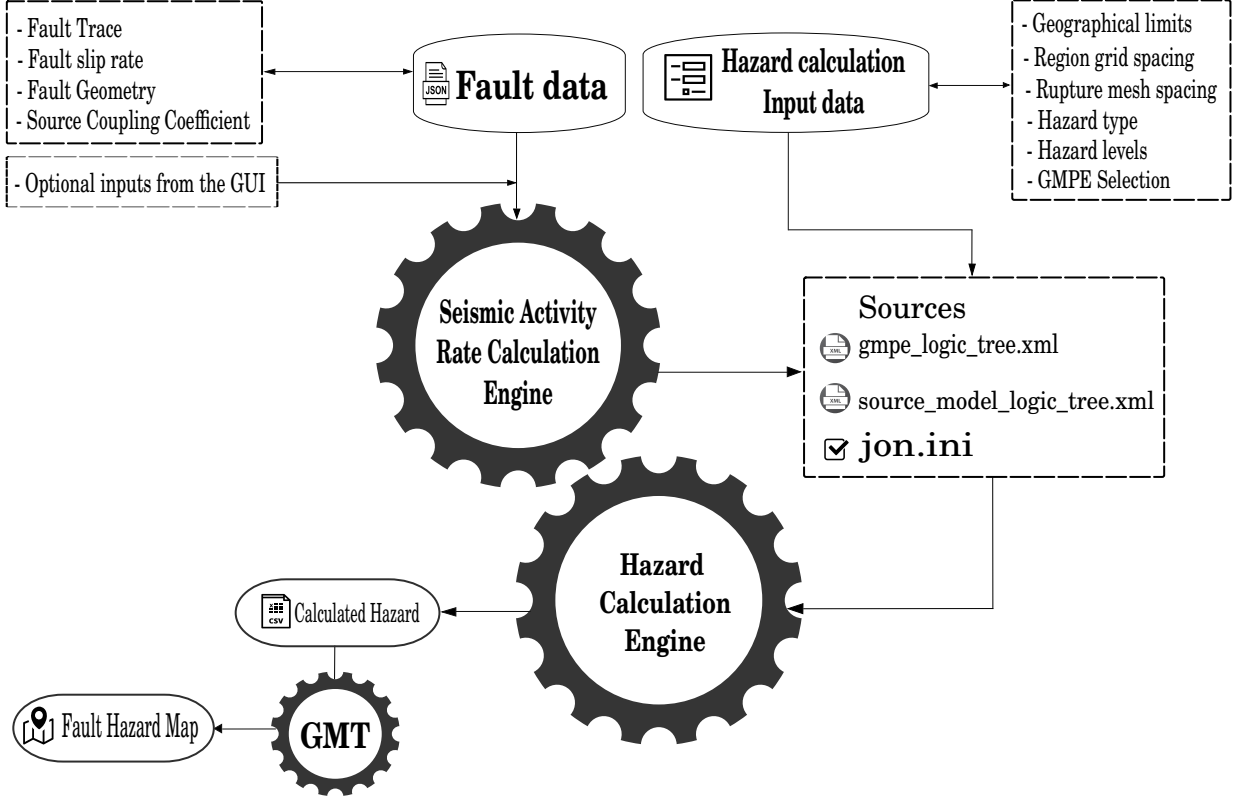 - Fault Trace
- Fault slip rate
- Fault Geometry
- Source Coupling Coefficient
- Optional inputs from the GUI
JSON
Fault data
Hazard calculation
Input data
- Geographical limits
- Region grid spacing
- Rupture mesh spacing
- Hazard type
- Hazard levels
- GMPE Selection
Seismic Activity
Rate Calculation
Engine
Sources
XML
gmpe_logic_tree.xml
XML
source_model_logic_tree.xml
jon.ini
Hazard
Calculation
Engine
CSV
Calculated Hazard
GMT
Fault Hazard Map